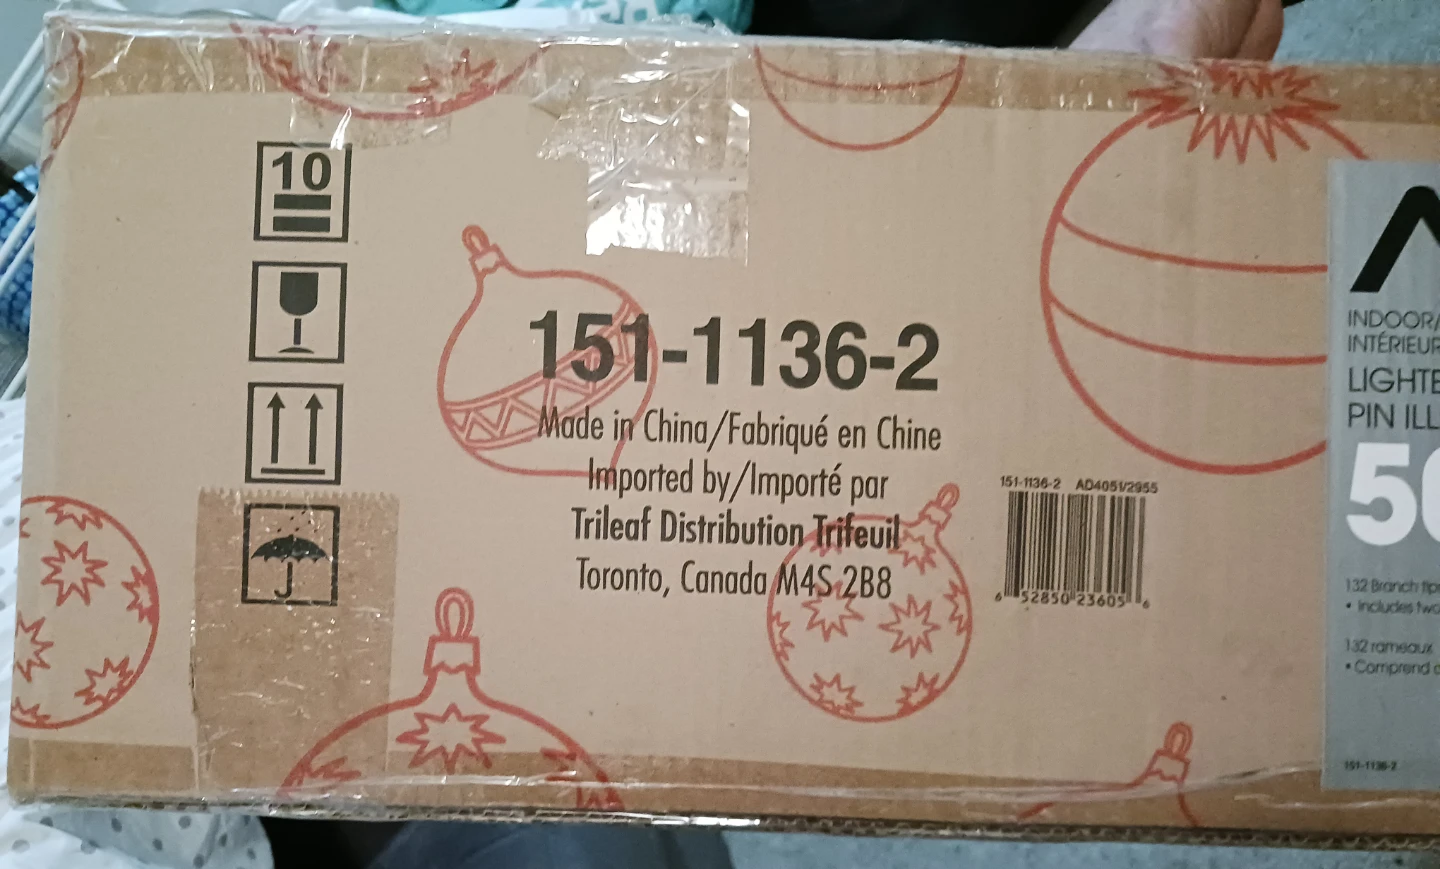 10
151-1136-2
Made in China/Fabriqué en Chine
Imported by/Importé par
Trileaf Distribution Trifeuil
Toronto, Canada M4S 2B8
151-1136-2 AD4051/2955
6 52850 23605 6
INDOOR/
INTÉRIEUR
LIGHTE
PIN ILL
132 Branch tip
• Includes two
132 rameaux
• Comprend
151-1136-2